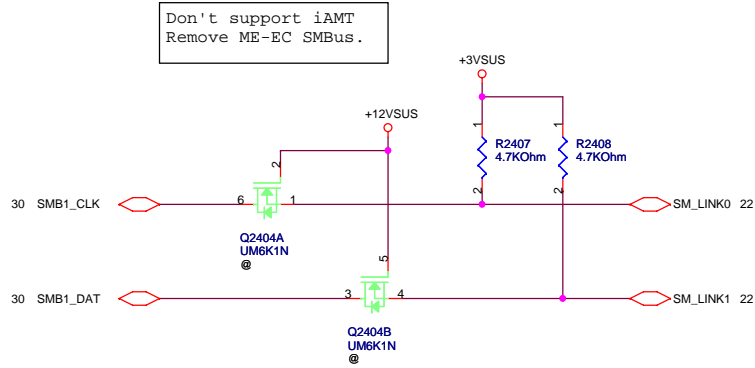 Don't support iAMT
Remove ME-EC SMBus.
+3VSUS
+12VSUS
1
1
R2407
4.7KOhm
R2408
4.7KOhm
2
2
2
30 SMB1_CLK
6
1
SM_LINK0 22
Q2404A
UM6K1N
@
5
30 SMB1_DAT
3
4
SM_LINK1 22
Q2404B
UM6K1N
@